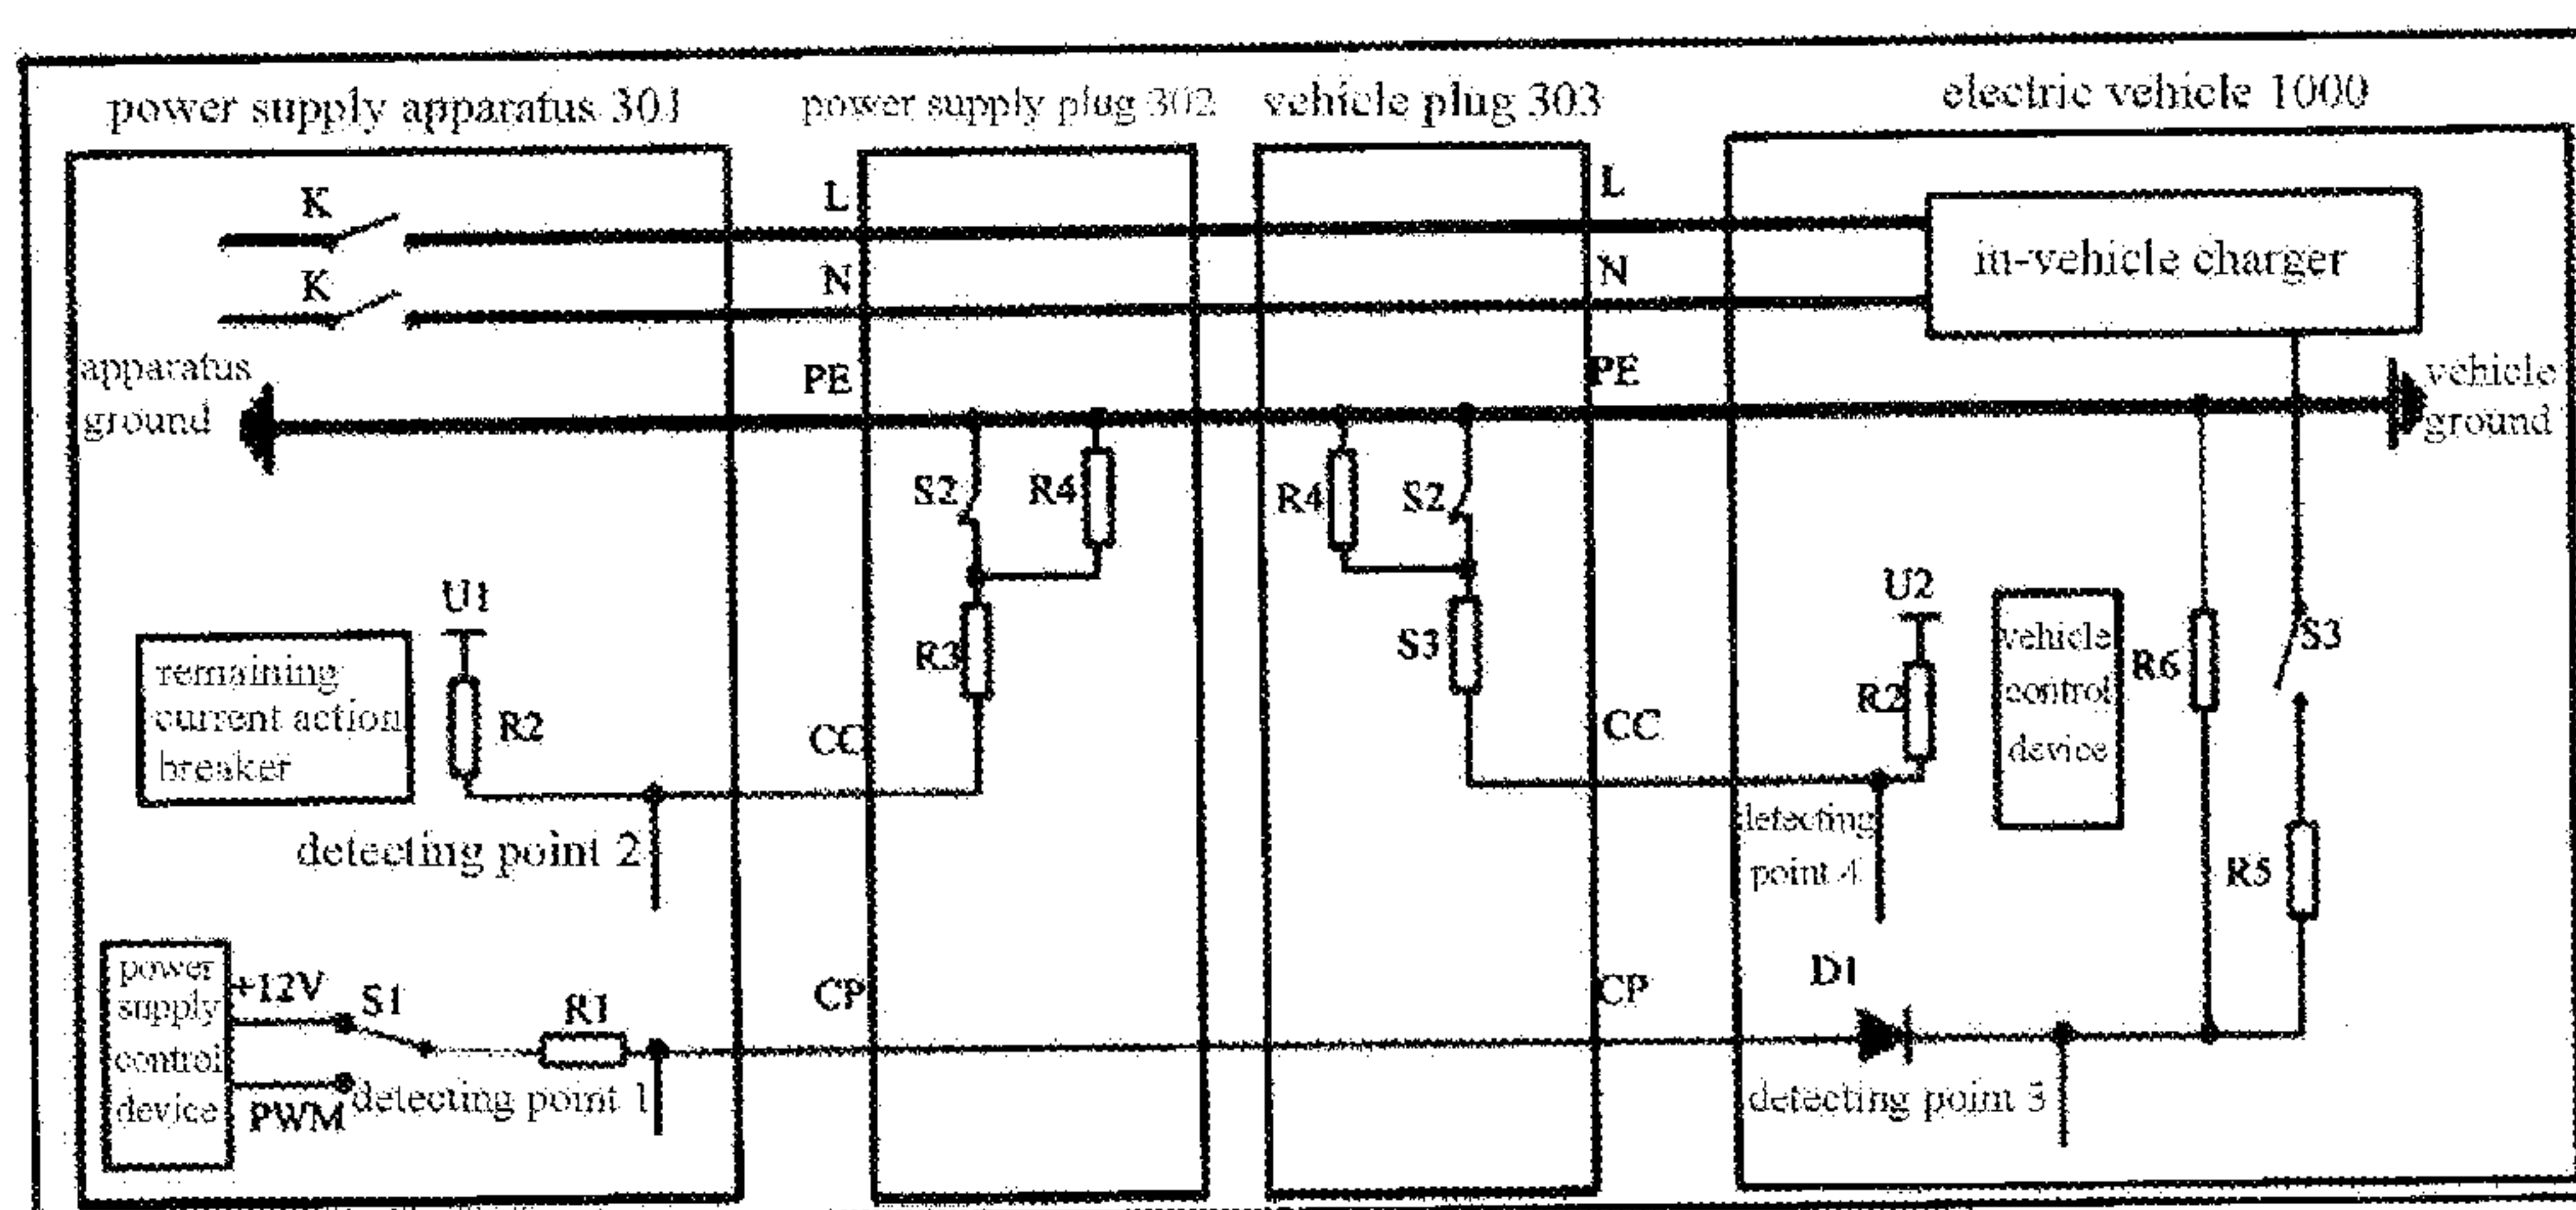 power supply apparatus 301
power supply plug 302
vehicle plug 303
electric vehicle 1000
K
L
L
in-vehicle charger
K
N
N
apparatus
ground
PE
PE
vehicle
ground
S2
R4
R4
S2
U1
U2
remaining
current action
breaker
R2
R3
S3
R2
vehicle
control
device
R6
S3
CC
CC
detecting point 2
detecting
point 4
R5
power
supply
control
device
+12V
S1
R1
CP
CP
D1
PWM
detecting point 1
detecting point 3